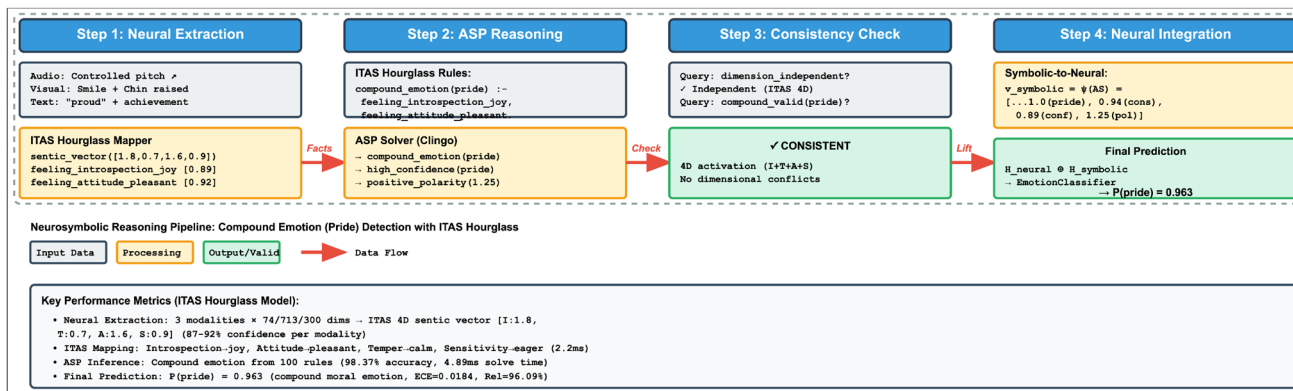 Step 1: Neural Extraction
Audio: Controlled pitch ↗
Visual: Smile + Chin raised
Text: "proud" + achievement
ITAS Hourglass Mapper
sentic_vector([1.8,0.7,1.6,0.9])
feeling_introspection_joy [0.89]
feeling_attitude_pleasant [0.92]
Facts
Step 2: ASP Reasoning
ITAS Hourglass Rules:
compound_emotion(pride) :-
feeling_introspection_joy,
feeling_attitude_pleasant.
ASP Solver (Clingo)
→ compound_emotion(pride)
→ high_confidence(pride)
→ positive_polarity(1.25)
Check
Step 3: Consistency Check
Query: dimension_independent?
✓ Independent (ITAS 4D)
Query: compound_valid(pride)?
✓ CONSISTENT
4D activation (I+T+A+S)
No dimensional conflicts
Lift
Step 4: Neural Integration
Symbolic-to-Neural:
v_symbolic = ψ(AS) =
[...1.0(pride), 0.94(cons),
0.89(conf), 1.25(pol)]
Final Prediction
H_neural ⊕ H_symbolic
→ EmotionClassifier
→ P(pride) = 0.963
Neurosymbolic Reasoning Pipeline: Compound Emotion (Pride) Detection with ITAS Hourglass
Input Data
Processing
Output/Valid
Data Flow
Key Performance Metrics (ITAS Hourglass Model):
• Neural Extraction: 3 modalities × 74/713/300 dims → ITAS 4D sentic vector [I:1.8,
T:0.7, A:1.6, S:0.9] (87-92% confidence per modality)
• ITAS Mapping: Introspection→joy, Attitude→pleasant, Temper→calm, Sensitivity→eager (2.2ms)
• ASP Inference: Compound emotion from 100 rules (98.37% accuracy, 4.89ms solve time)
• Final Prediction: P(pride) = 0.963 (compound moral emotion, ECE=0.0184, Rel=96.09%)